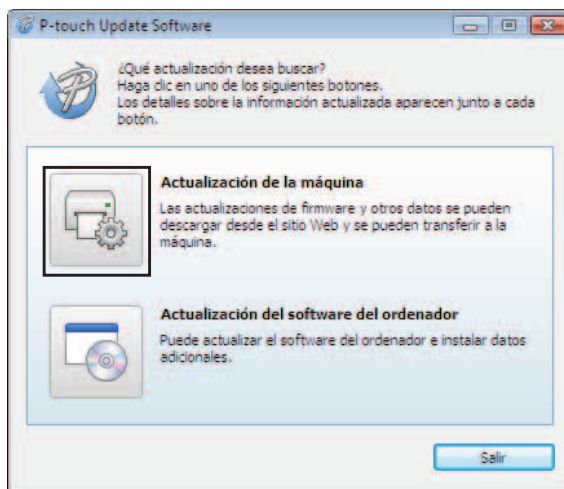 P-touch Update Software
¿Qué actualización desea buscar?
Haga clic en uno de los siguientes botones.
Los detalles sobre la información actualizada aparecen junto a cada
botón.
Actualización de la máquina
Las actualizaciones de firmware y otros datos se pueden
descargar desde el sitio Web y se pueden transferir a la
máquina.
Actualización del software del ordenador
Puede actualizar el software del ordenador e instalar datos
adicionales.
Salir